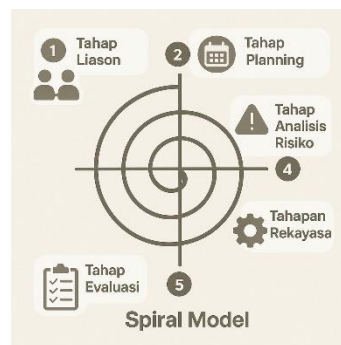 1
Tahap
Liason
2
Tahap
Planning
Tahap
Analisis
Risiko
4
Tahapan
Rekayasa
Tahap
Evaluasi
5
Spiral Model